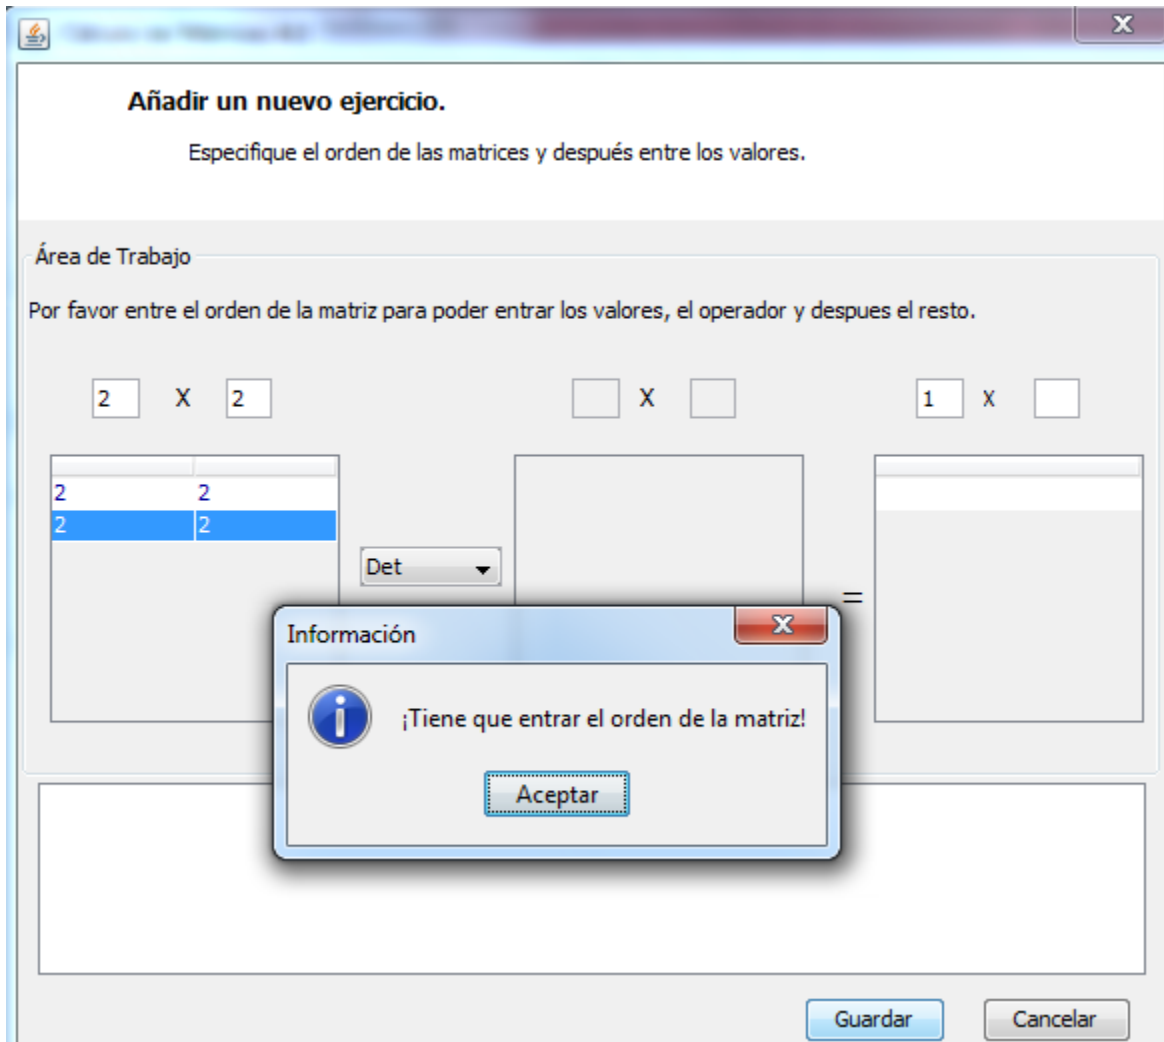 X
Añadir un nuevo ejercicio.
Especifique el orden de las matrices y después entre los valores.
Área de Trabajo
Por favor entre el orden de la matriz para poder entrar los valores, el operador y despues el resto.
2 X 2 X 1 X
2 2
2 2
Det
=
Información X
i ¡Tiene que entrar el orden de la matriz!
Aceptar
Guardar Cancelar